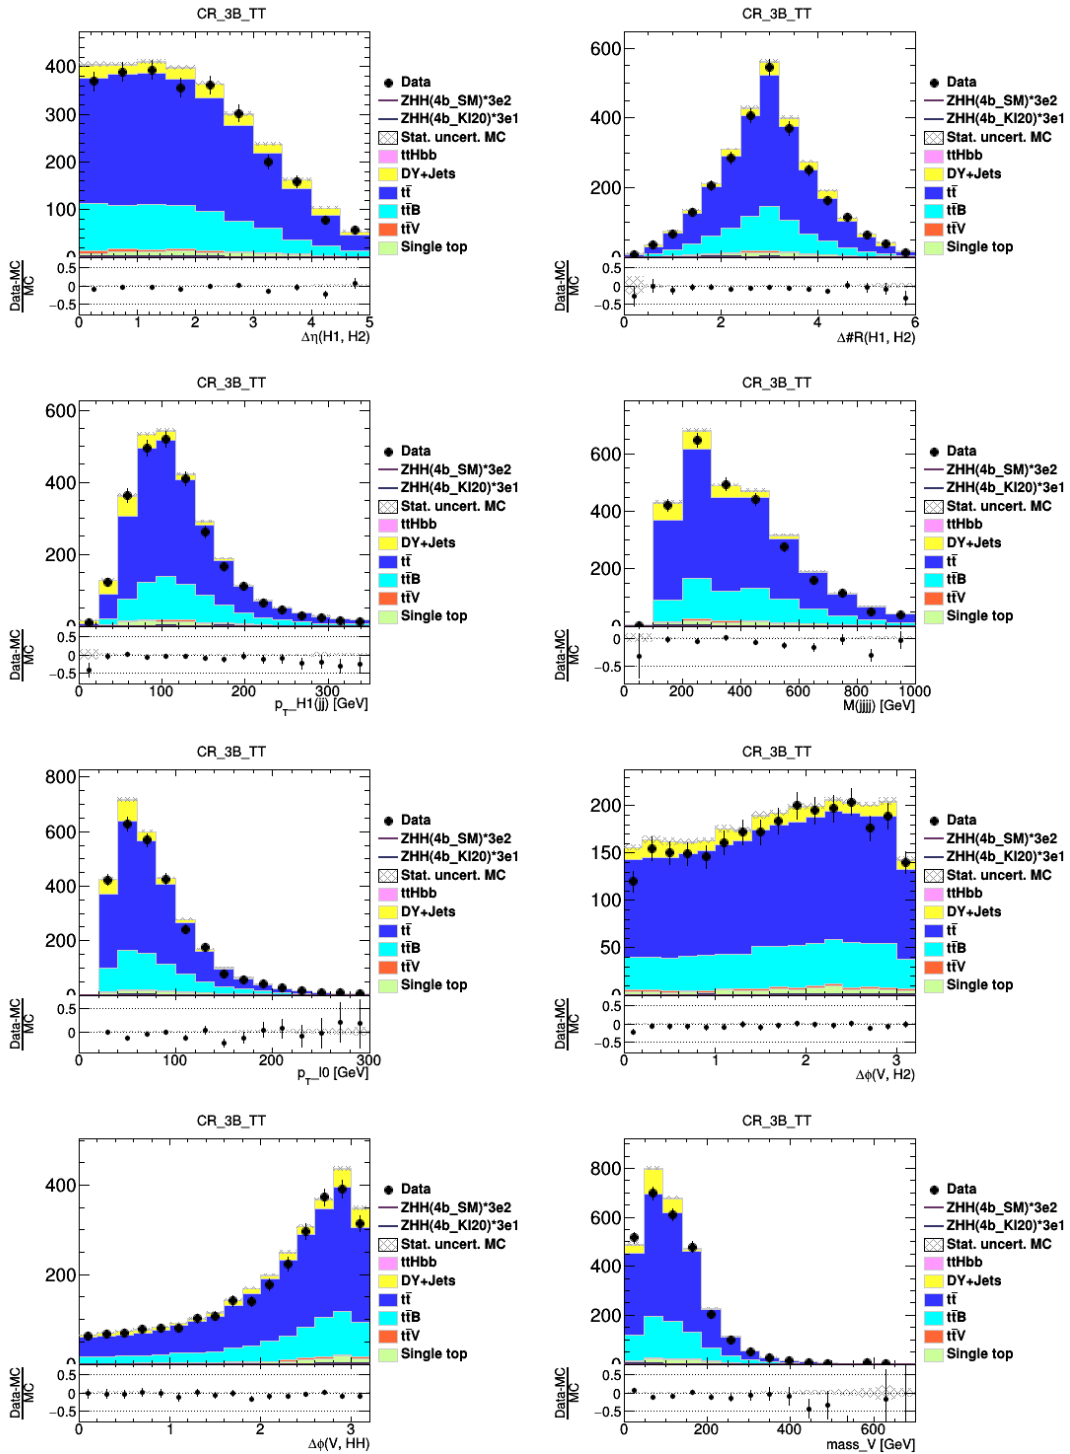 CR_3B_TT
400
300
200
100
0
Data
ZHH(4b_SM)*3e2
ZHH(4b_Kl20)*3e1
Stat. uncert. MC
ttHbb
DY+Jets
tt̄
tt̄B
tt̄V
Single top
Data-MC
MC
0.5
0
−0.5
0 1 2 3 4 5
Δη(H1, H2)
CR_3B_TT
600
400
200
0
Data
ZHH(4b_SM)*3e2
ZHH(4b_Kl20)*3e1
Stat. uncert. MC
ttHbb
DY+Jets
tt̄
tt̄B
tt̄V
Single top
Data-MC
MC
0.5
0
−0.5
0 2 4 6
Δ#R(H1, H2)
CR_3B_TT
600
400
200
0
Data
ZHH(4b_SM)*3e2
ZHH(4b_Kl20)*3e1
Stat. uncert. MC
ttHbb
DY+Jets
tt̄
tt̄B
tt̄V
Single top
Data-MC
MC
0.5
0
−0.5
0 100 200 300
p_T_H1(jj) [GeV]
CR_3B_TT
600
400
200
0
Data
ZHH(4b_SM)*3e2
ZHH(4b_Kl20)*3e1
Stat. uncert. MC
ttHbb
DY+Jets
tt̄
tt̄B
tt̄V
Single top
Data-MC
MC
0
−0.5
0 200 400 600 800 1000
M(jjjj) [GeV]
CR_3B_TT
800
600
400
200
0
Data
ZHH(4b_SM)*3e2
ZHH(4b_Kl20)*3e1
Stat. uncert. MC
ttHbb
DY+Jets
tt̄
tt̄B
tt̄V
Single top
Data-MC
MC
0.5
0
0 100 200 300
p_T_l0 [GeV]
CR_3B_TT
200
150
100
50
0
Data
ZHH(4b_SM)*3e2
ZHH(4b_Kl20)*3e1
Stat. uncert. MC
ttHbb
DY+Jets
tt̄
tt̄B
tt̄V
Single top
Data-MC
MC
0.5
0
−0.5
0 1 2 3
Δϕ(V, H2)
CR_3B_TT
400
200
0
Data
ZHH(4b_SM)*3e2
ZHH(4b_Kl20)*3e1
Stat. uncert. MC
ttHbb
DY+Jets
tt̄
tt̄B
tt̄V
Single top
Data-MC
MC
0.5
0
−0.5
0 1 2 3
Δϕ(V, HH)
CR_3B_TT
800
600
400
200
0
Data
ZHH(4b_SM)*3e2
ZHH(4b_Kl20)*3e1
Stat. uncert. MC
ttHbb
DY+Jets
tt̄
tt̄B
tt̄V
Single top
Data-MC
MC
0.5
0
−0.5
0 200 400 600
mass_V [GeV]